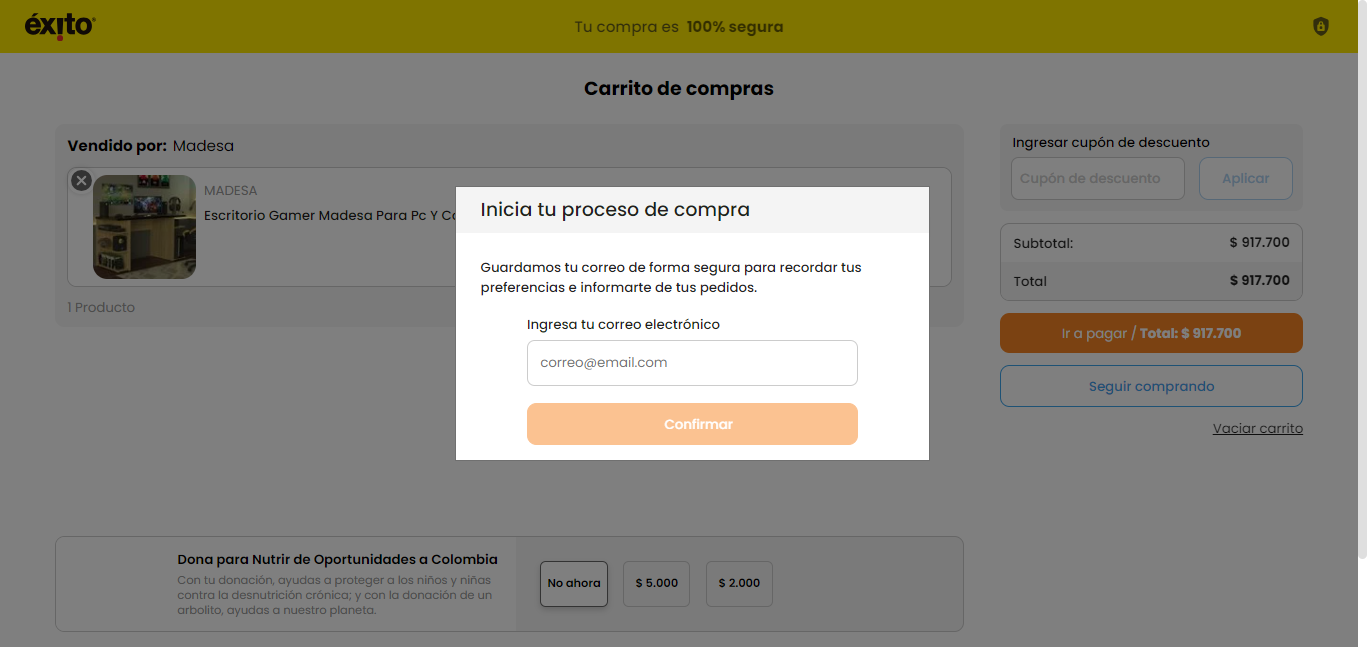 éxito
Tu compra es 100% segura
Carrito de compras
Vendido por: Madesa
MADESA
Escritorio Gamer Madesa Para Pc Y Co
1 Producto
Inicia tu proceso de compra
Guardamos tu correo de forma segura para recordar tus
preferencias e informarte de tus pedidos.
Ingresa tu correo electrónico
correo@email.com
Confirmar
Ingresar cupón de descuento
Cupón de descuento Aplicar
Subtotal: $ 917.700
Total $ 917.700
Ir a pagar / Total: $ 917.700
Seguir comprando
Vaciar carrito
Dona para Nutrir de Oportunidades a Colombia
Con tu donación, ayudas a proteger a los niños y niñas
contra la desnutrición crónica; y con la donación de un
arbolito, ayudas a nuestro planeta.
No ahora $ 5.000 $ 2.000